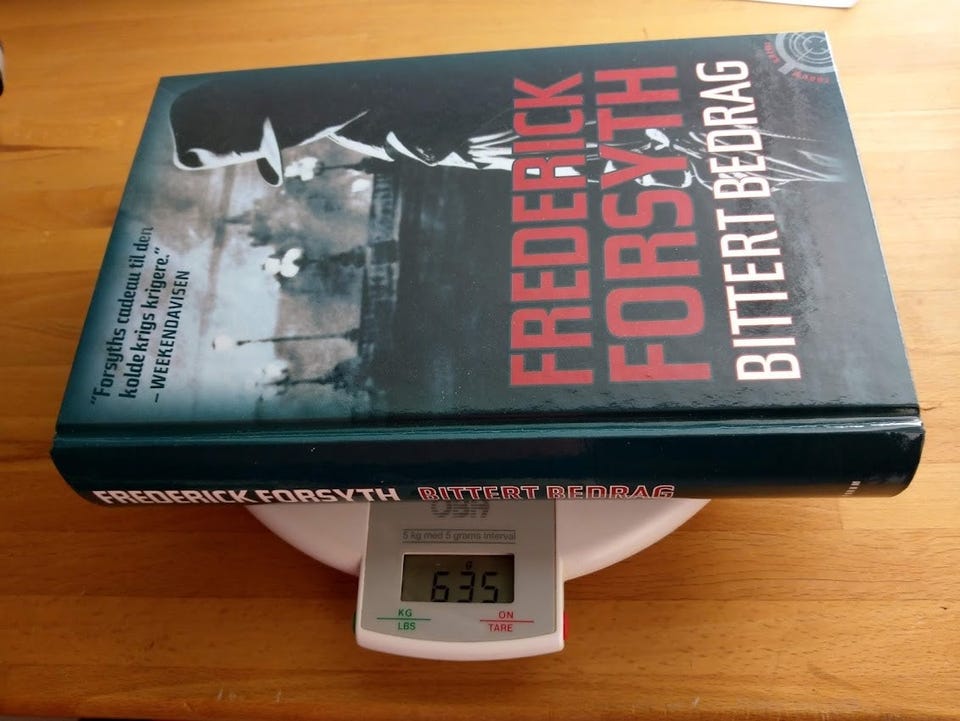 FREDERICK
FORSYTH
BITTERT BEDRAG
"Forsyths cadeau til den
kolde krigs krigere."
– WEEKENDAVISEN
FREDERICK FORSYTH BITTERT BEDRAG
OBH
5 kg med 5 grams interval
g
635
KG
LBS
ON
TARE